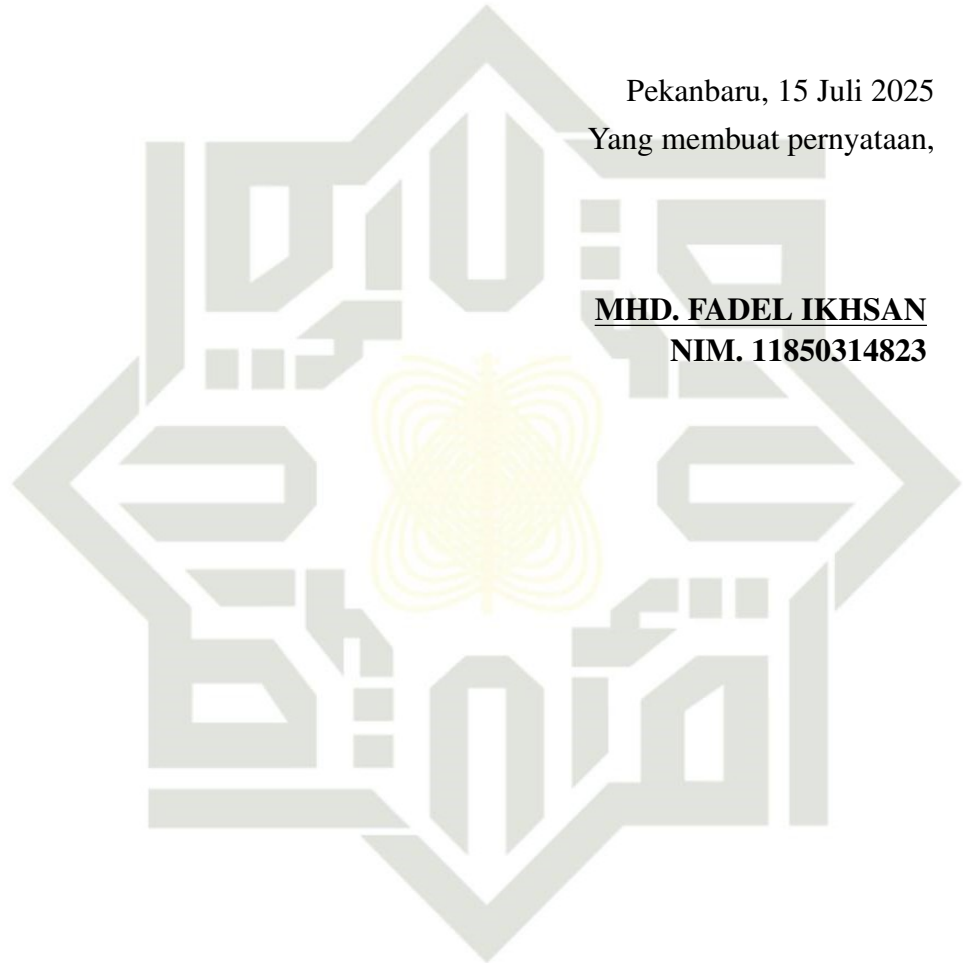 Pekanbaru, 15 Juli 2025
Yang membuat pernyataan,
MHD. FADEL IKHSAN
NIM. 11850314823